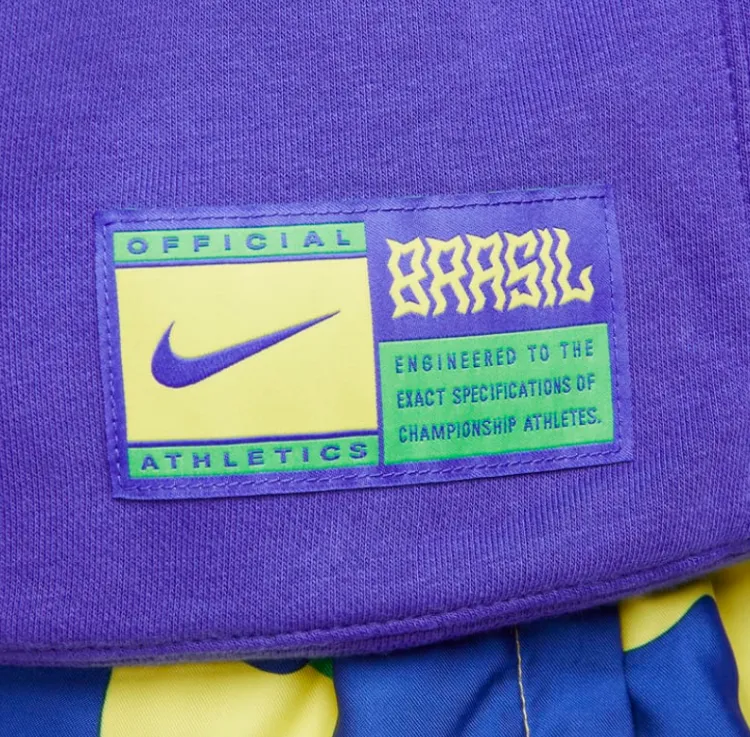 OFFICIAL
ATHLETICS
BRASIL
ENGINEERED TO THE
EXACT SPECIFICATIONS OF
CHAMPIONSHIP ATHLETES.